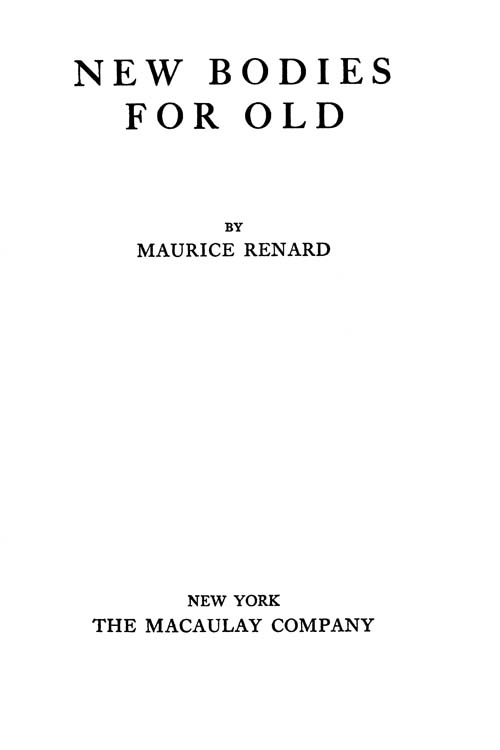 NEW BODIES
FOR OLD
BY
MAURICE RENARD
NEW YORK
THE MACAULAY COMPANY